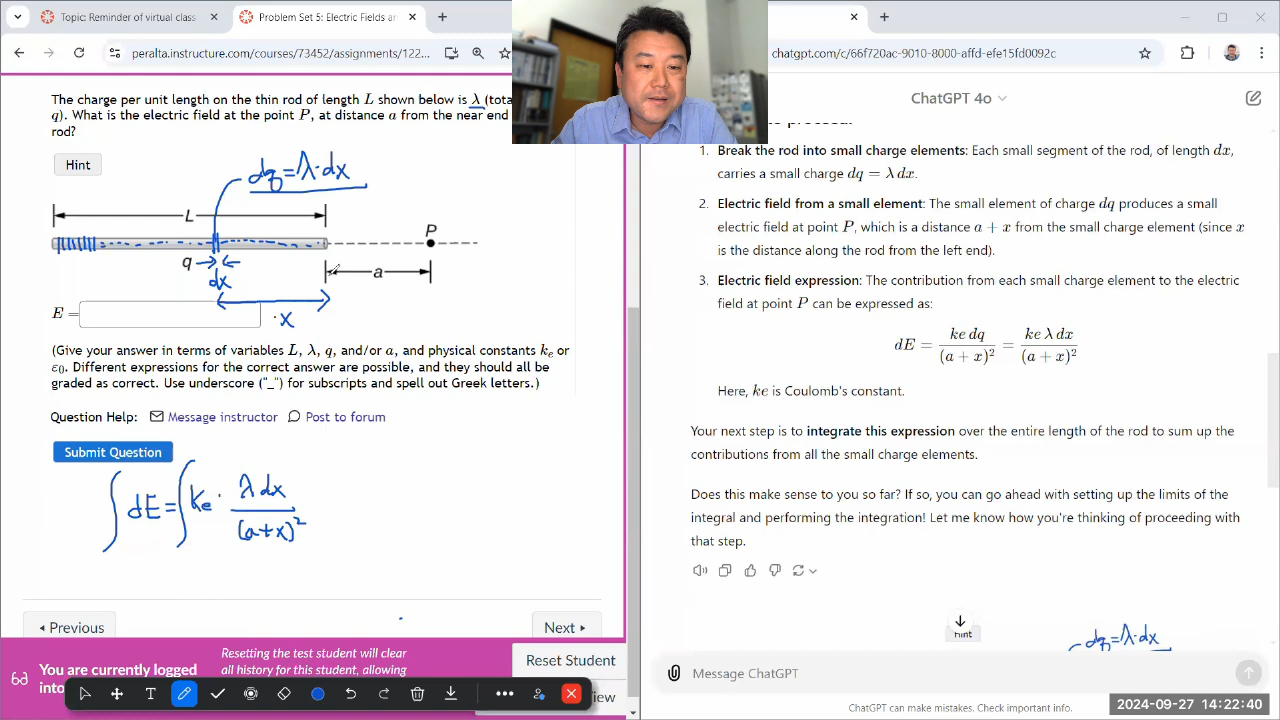 Topic: Reminder of virtual class
Problem Set 5: Electric Fields an
peralta.instructure.com/courses/73452/assignments/122...
The charge per unit length on the thin rod of length L shown below is λ (tota
q). What is the electric field at the point P, at distance a from the near end
rod?
Hint
dq=λ·dx
L
P
q
dx
a
x
E =
(Give your answer in terms of variables L, λ, q, and/or a, and physical constants k_e or
ε_0. Different expressions for the correct answer are possible, and they should all be
graded as correct. Use underscore ("_") for subscripts and spell out Greek letters.)
Question Help: Message instructor Post to forum
Submit Question
∫ dE = ∫ k_e · λ dx / (a+x)²
Previous
Next
You are currently logged
into
Resetting the test student will clear
all history for this student, allowing
Reset Student
view
T
chatgpt.com/c/66f720ac-9010-8000-affd-efe15fd0092c
ChatGPT 4o
1. Break the rod into small charge elements: Each small segment of the rod, of length dx,
carries a small charge dq = λ dx.
2. Electric field from a small element: The small element of charge dq produces a small
electric field at point P, which is a distance a + x from the small charge element (since x
is the distance along the rod from the left end).
3. Electric field expression: The contribution from each small charge element to the electric
field at point P can be expressed as:
dE = ke dq / (a + x)² = ke λ dx / (a + x)²
Here, ke is Coulomb's constant.
Your next step is to integrate this expression over the entire length of the rod to sum up the
contributions from all the small charge elements.
Does this make sense to you so far? If so, you can go ahead with setting up the limits of the
integral and performing the integration! Let me know how you're thinking of proceeding with
that step.
Hint
dq=λ·dx
Message ChatGPT
ChatGPT can make mistakes. Check important info.
2024-09-27 14:22:40